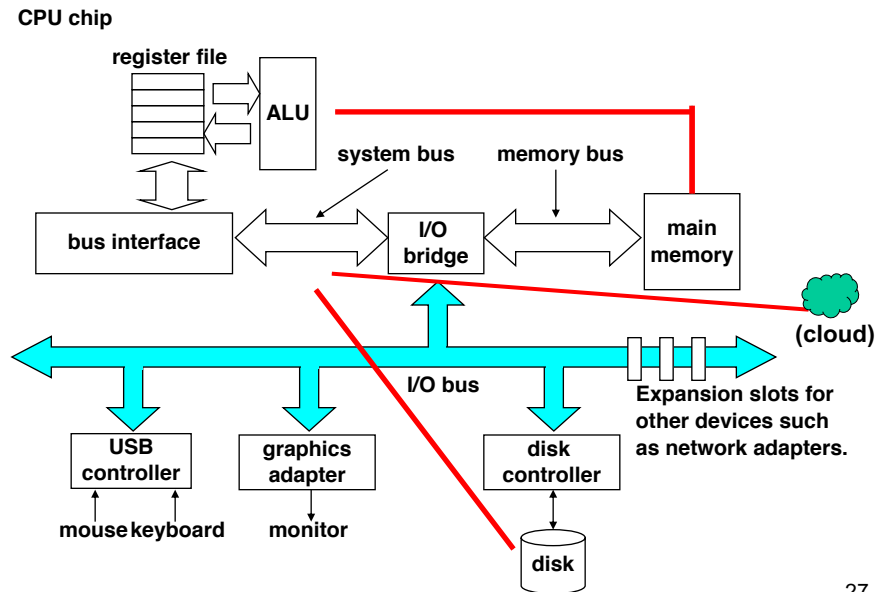 CPU chip
register file
ALU
system bus
memory bus
bus interface
I/O
bridge
main
memory
(cloud)
I/O bus
Expansion slots for
other devices such
as network adapters.
USB
controller
graphics
adapter
disk
controller
mouse keyboard
monitor
disk
27